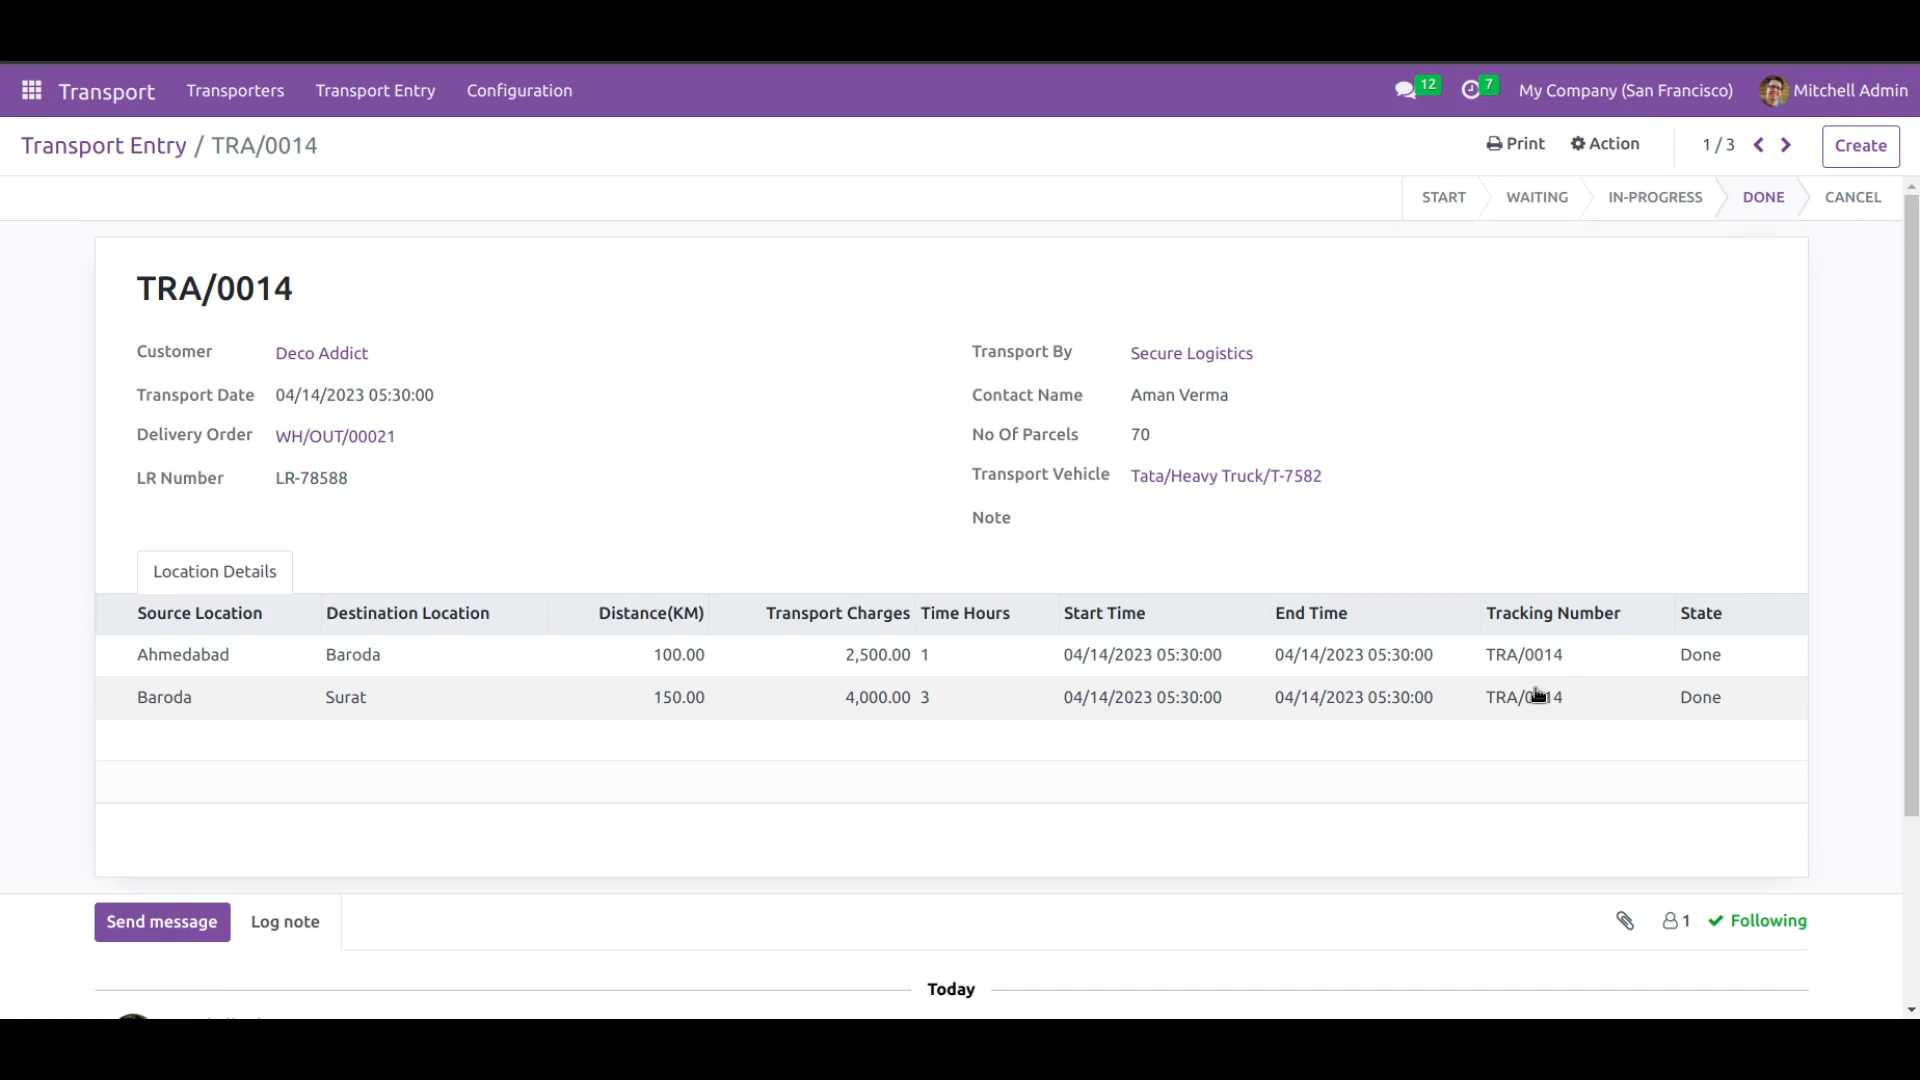 Transport Transporters Transport Entry Configuration 12 7 My Company (San Francisco) Mitchell Admin
Transport Entry / TRA/0014 Print Action 1 / 3 Create
START WAITING IN-PROGRESS DONE CANCEL
TRA/0014
Customer Deco Addict Transport By Secure Logistics
Transport Date 04/14/2023 05:30:00 Contact Name Aman Verma
Delivery Order WH/OUT/00021 No Of Parcels 70
LR Number LR-78588 Transport Vehicle Tata/Heavy Truck/T-7582
Note
Location Details
Source Location Destination Location Distance(KM) Transport Charges Time Hours Start Time End Time Tracking Number State
Ahmedabad Baroda 100.00 2,500.00 1 04/14/2023 05:30:00 04/14/2023 05:30:00 TRA/0014 Done
Baroda Surat 150.00 4,000.00 3 04/14/2023 05:30:00 04/14/2023 05:30:00 TRA/0014 Done
Send message Log note 1 Following
Today